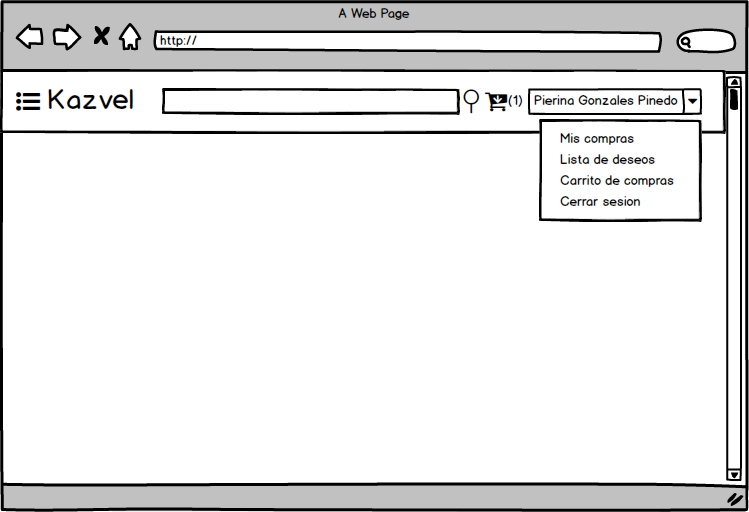 A Web Page
http://
Kazvel
(1)
Pierina Gonzales Pinedo
Mis compras
Lista de deseos
Carrito de compras
Cerrar sesion